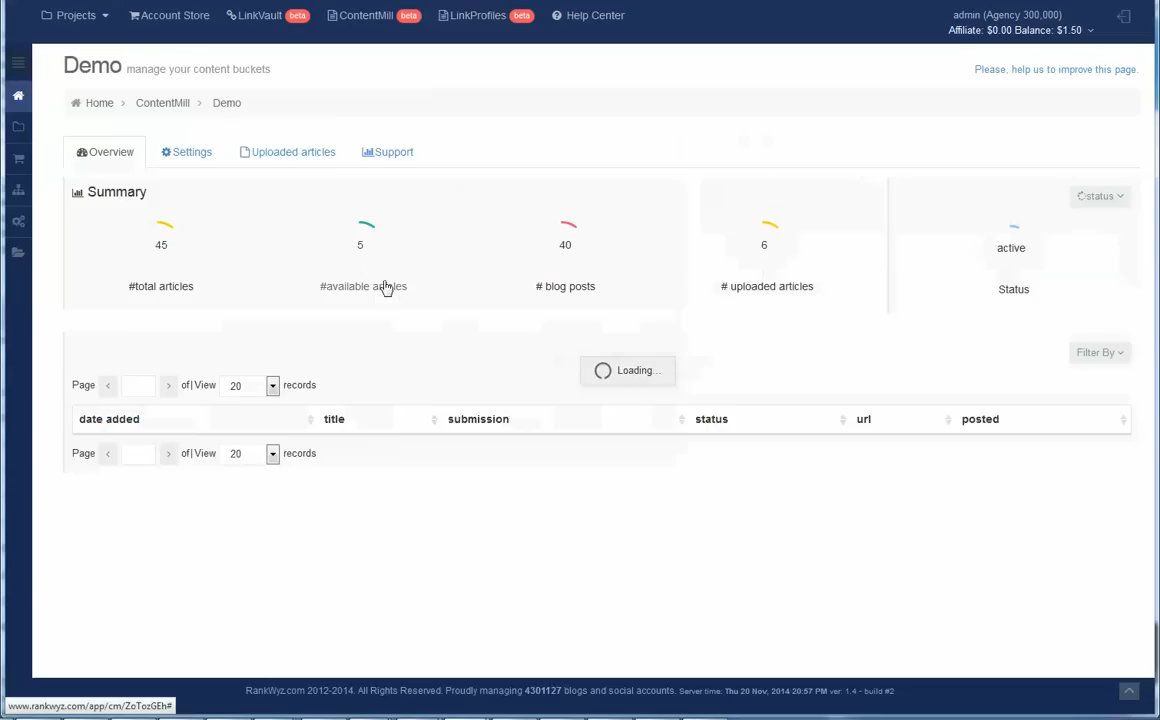 Projects Account Store LinkVault beta ContentMill beta LinkProfiles beta Help Center admin (Agency 300,000)
Affiliate: $0.00 Balance: $1.50
Demo manage your content buckets Please, help us to improve this page.
Home > ContentMill > Demo
Overview Settings Uploaded articles Support
Summary status
45 5 40 6 active
#total articles #available # blog posts # uploaded articles Status
Filter By
Loading...
Page < > of| View 20 records
date added title submission status url posted
Page < > of| View 20 records
RankWyz.com 2012-2014. All Rights Reserved. Proudly managing 4301127 blogs and social accounts. Server time: Thu 20 Nov, 2014 20:57 PM ver: 1.4 - build #2
www.rankwyz.com/app/cm/ZoTozGEh#